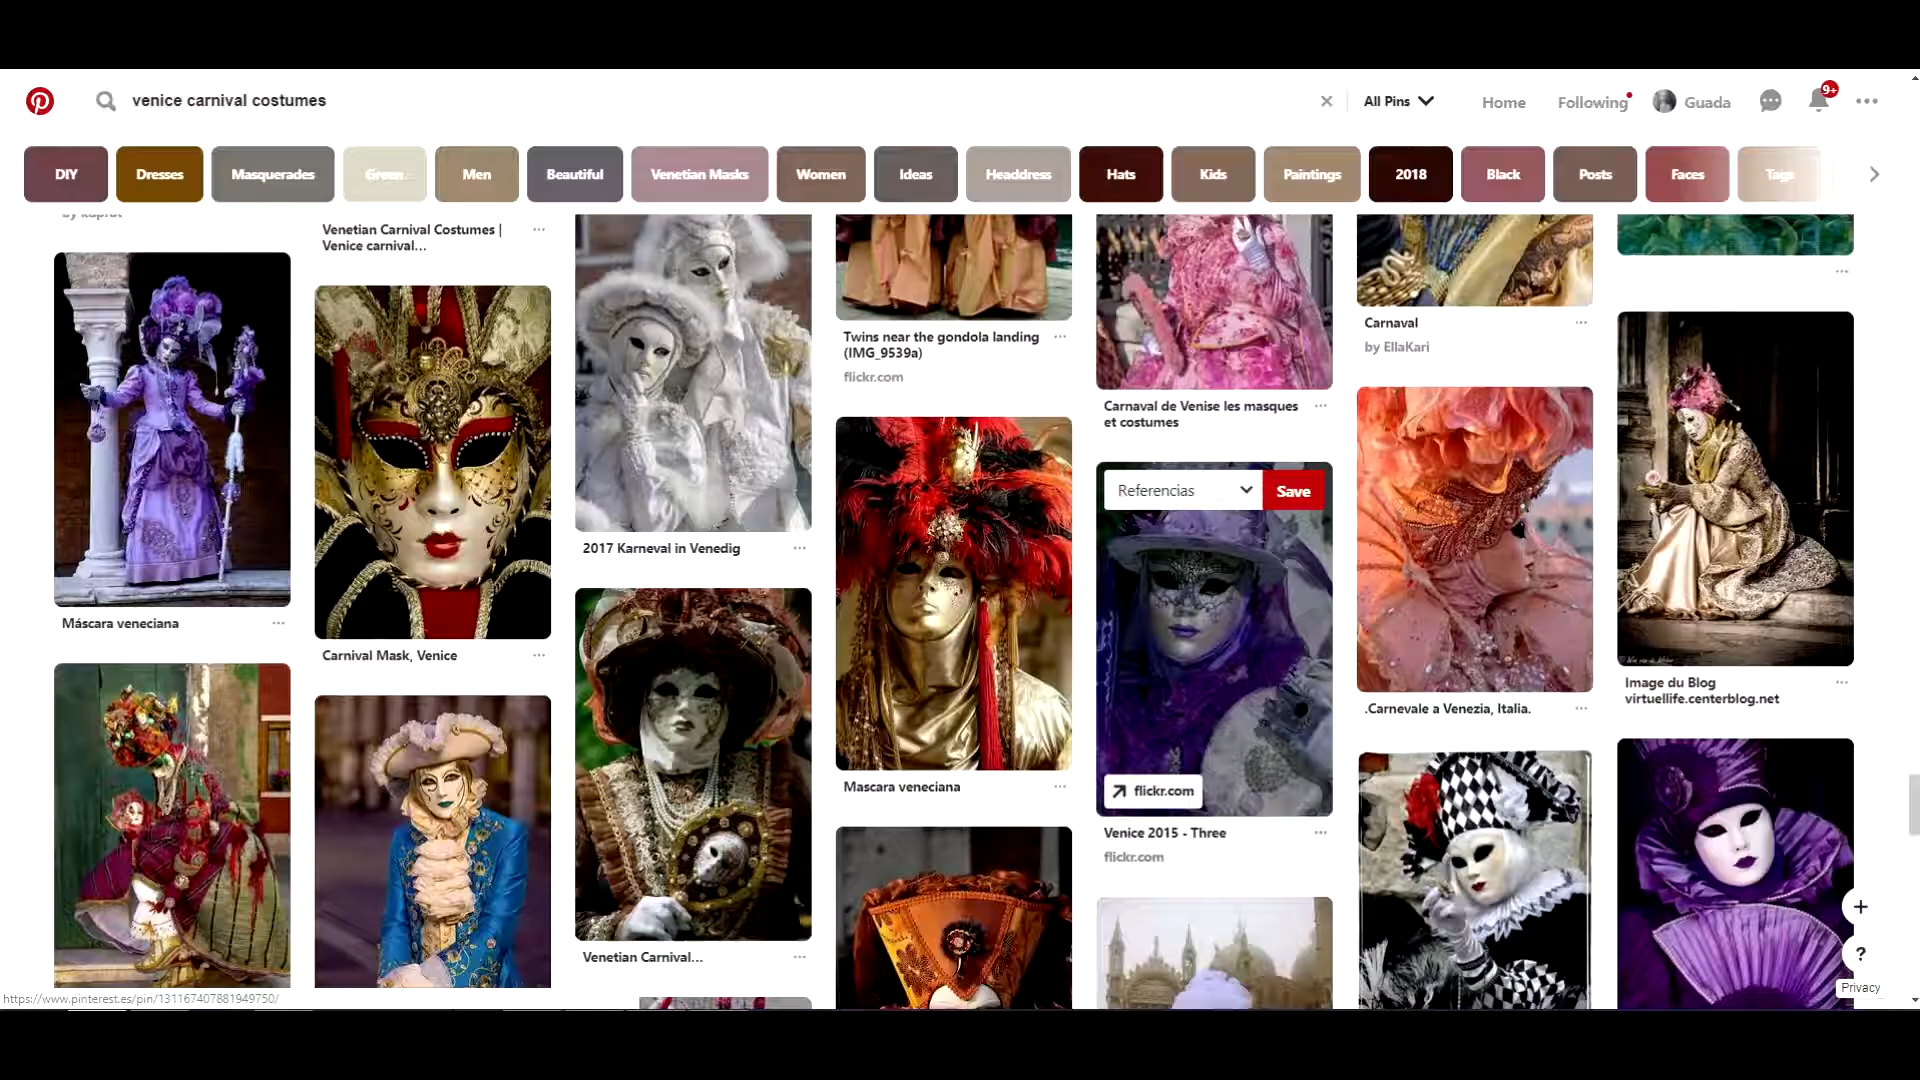 venice carnival costumes
All Pins
Home
Following
Guada
9+
DIY
Dresses
Masquerades
Green
Men
Beautiful
Venetian Masks
Women
Ideas
Headdress
Hats
Kids
Paintings
2018
Black
Posts
Faces
Tags
Venetian Carnival Costumes |
Venice carnival...
Máscara veneciana
Carnival Mask, Venice
2017 Karneval in Venedig
Venetian Carnival...
Twins near the gondola landing
(IMG_9539a)
flickr.com
Mascara veneciana
Carnaval de Venise les masques
et costumes
Referencias
Save
flickr.com
Venice 2015 - Three
flickr.com
Carnaval
by EllaKari
.Carnevale a Venezia, Italia.
Image du Blog
virtuellife.centerblog.net
+
?
Privacy
https://www.pinterest.es/pin/131167407881949750/